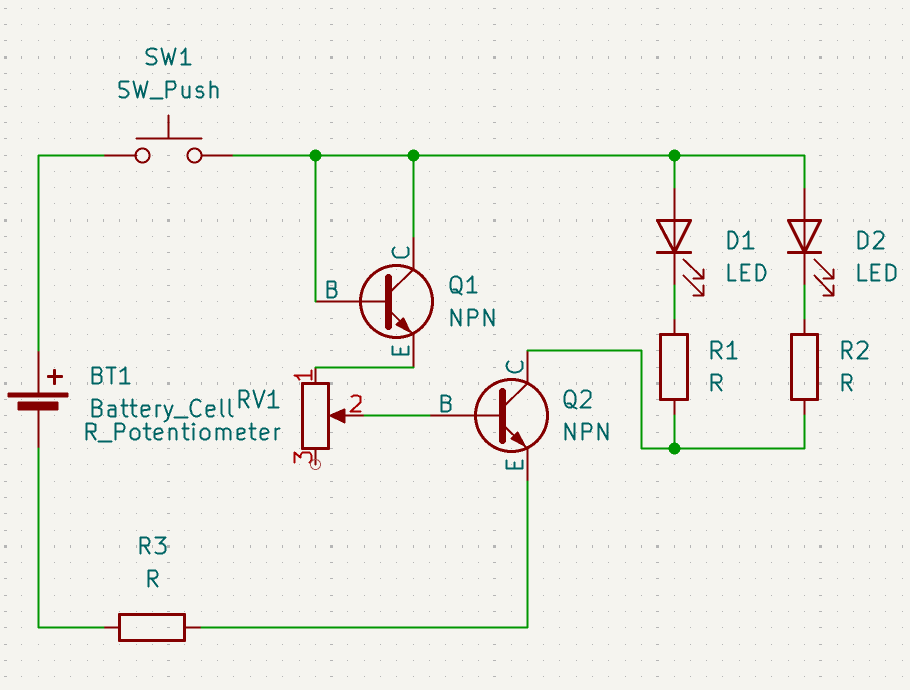 SW1
SW_Push
C
B
Q1
NPN
E
D1
LED
D2
LED
+
BT1
Battery_Cell
RV1
R_Potentiometer
1
2
3
C
B
Q2
NPN
E
R1
R
R2
R
R3
R